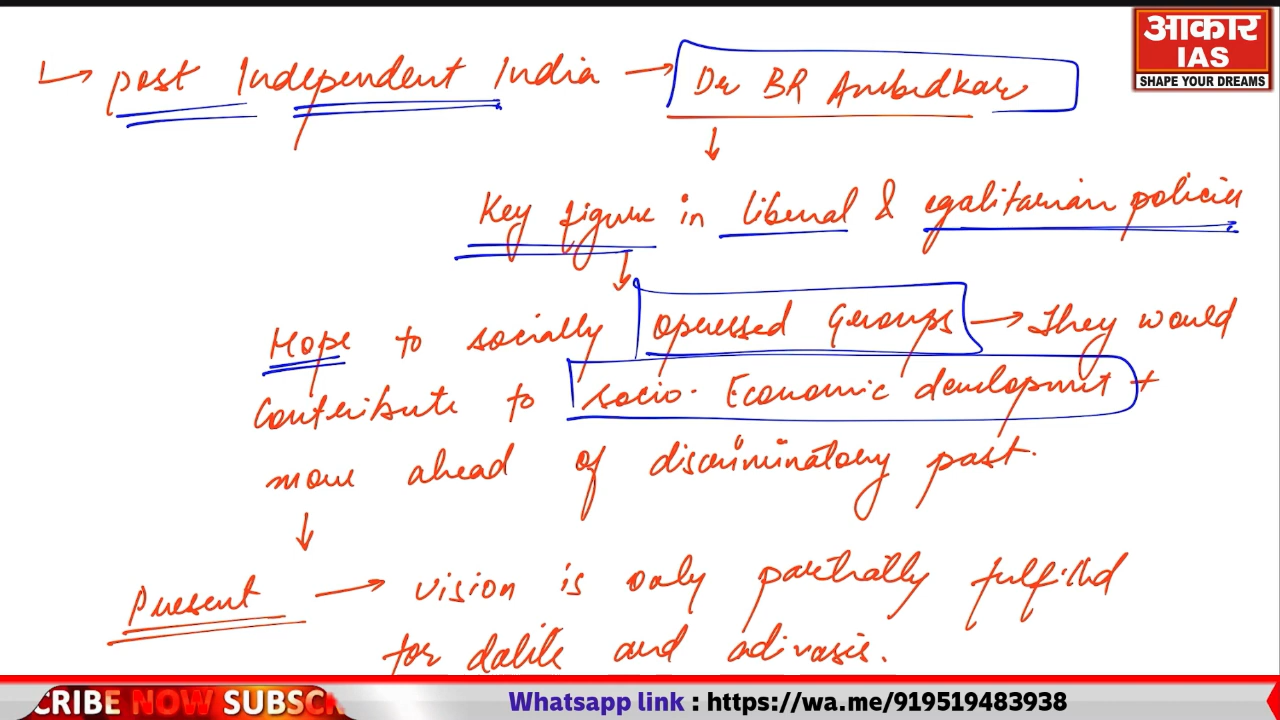 आकार
IAS
SHAPE YOUR DREAMS
↳ post Independent India → Dr BR Ambedkar
↓
Key figure in liberal & egalitarian policies
↓
Hope to socially oppressed Groups → They would
contribute to socio-Economic development +
move ahead of discriminatory past.
↓
Present → vision is only partially fulfilled
for dalits and adivasis.
CRIBE NOW SUBSC
Whatsapp link : https://wa.me/919519483938